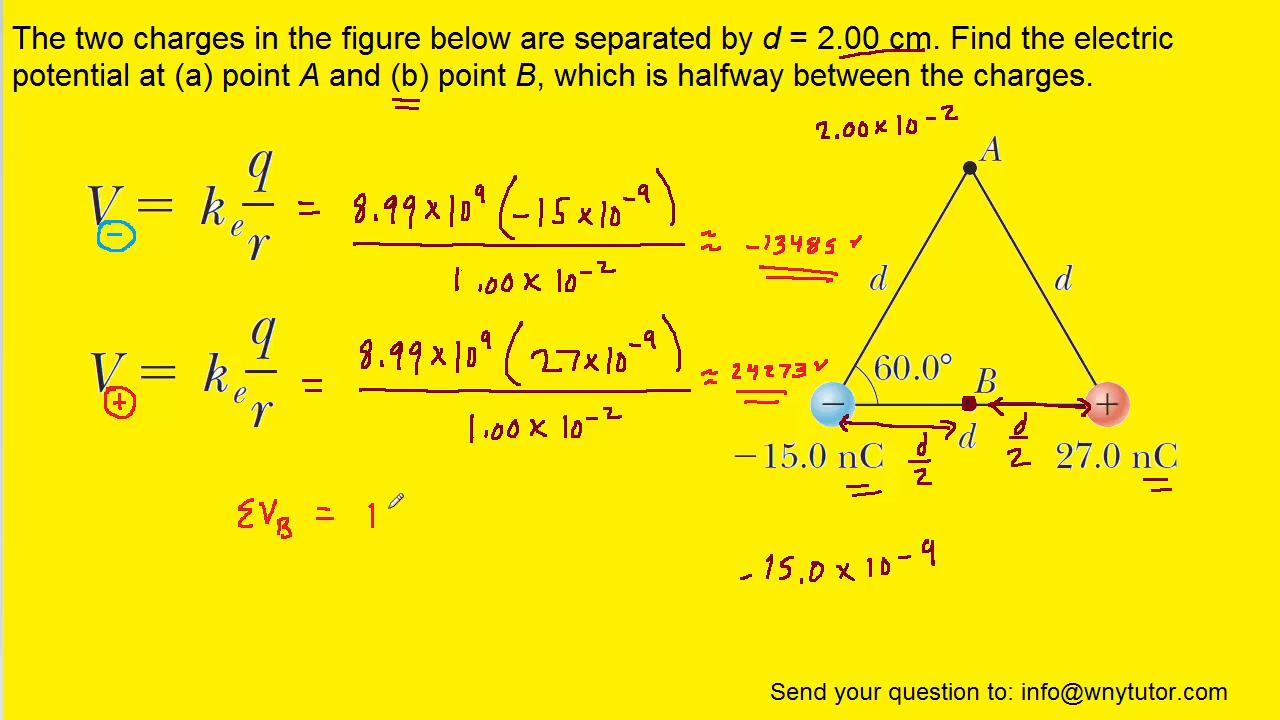 The two charges in the figure below are separated by d = 2.00 cm. Find the electric
potential at (a) point A and (b) point B, which is halfway between the charges.
2.00 x 10⁻²
A
V₋ = kₑ q/r = 8.99 x 10⁹ (-15 x 10⁻⁹) / 1.00 x 10⁻² ≈ -13485 ✓
d d
V₊ = kₑ q/r = 8.99 x 10⁹ (27 x 10⁻⁹) / 1.00 x 10⁻² ≈ 24273 ✓
60.0° B
− +
−15.0 nC d/2 d d/2 27.0 nC
ΣV_B = 1
-15.0 x 10⁻⁹
Send your question to: info@wnytutor.com